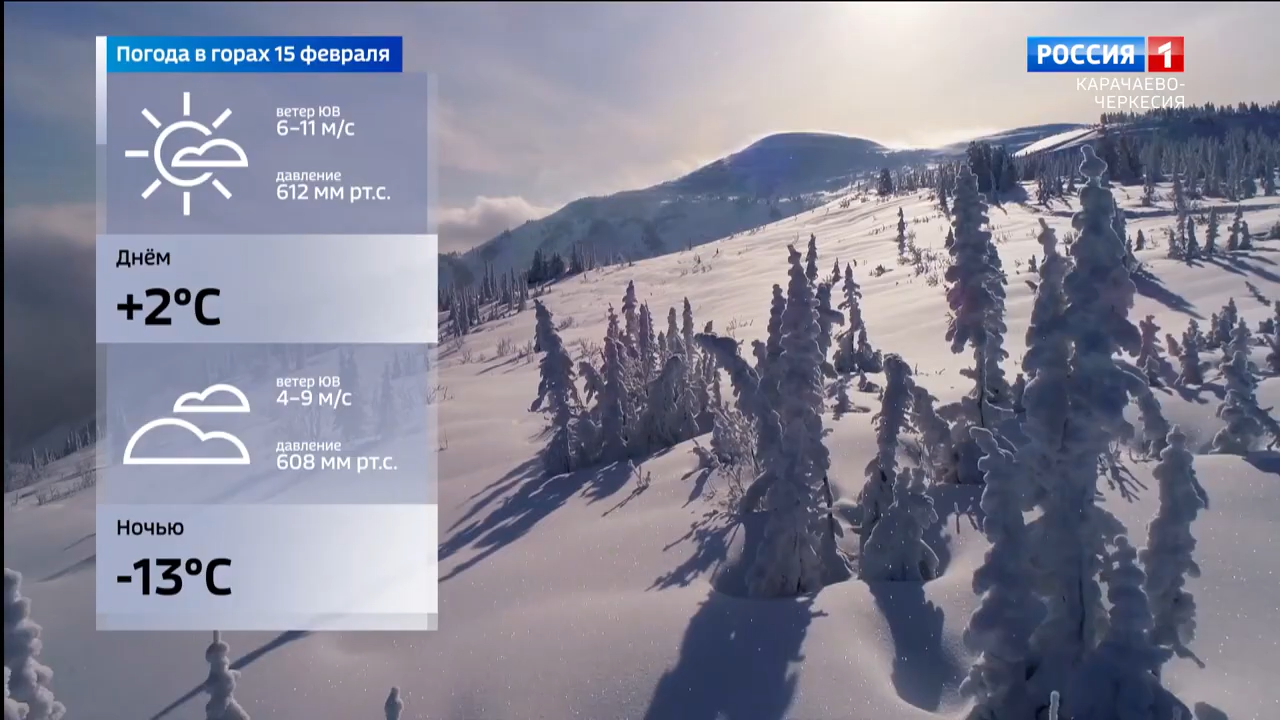 Погода в горах 15 февраля
ветер ЮВ
6–11 м/с
давление
612 мм рт.с.
Днём
+2°C
ветер ЮВ
4–9 м/с
давление
608 мм рт.с.
Ночью
-13°C
РОССИЯ 1
КАРАЧАЕВО-
ЧЕРКЕСИЯ